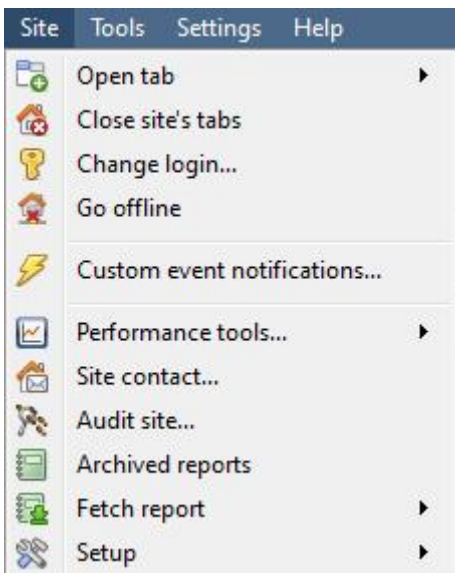 Site Tools Settings Help
Open tab
Close site's tabs
Change login...
Go offline
Custom event notifications...
Performance tools...
Site contact...
Audit site...
Archived reports
Fetch report
Setup